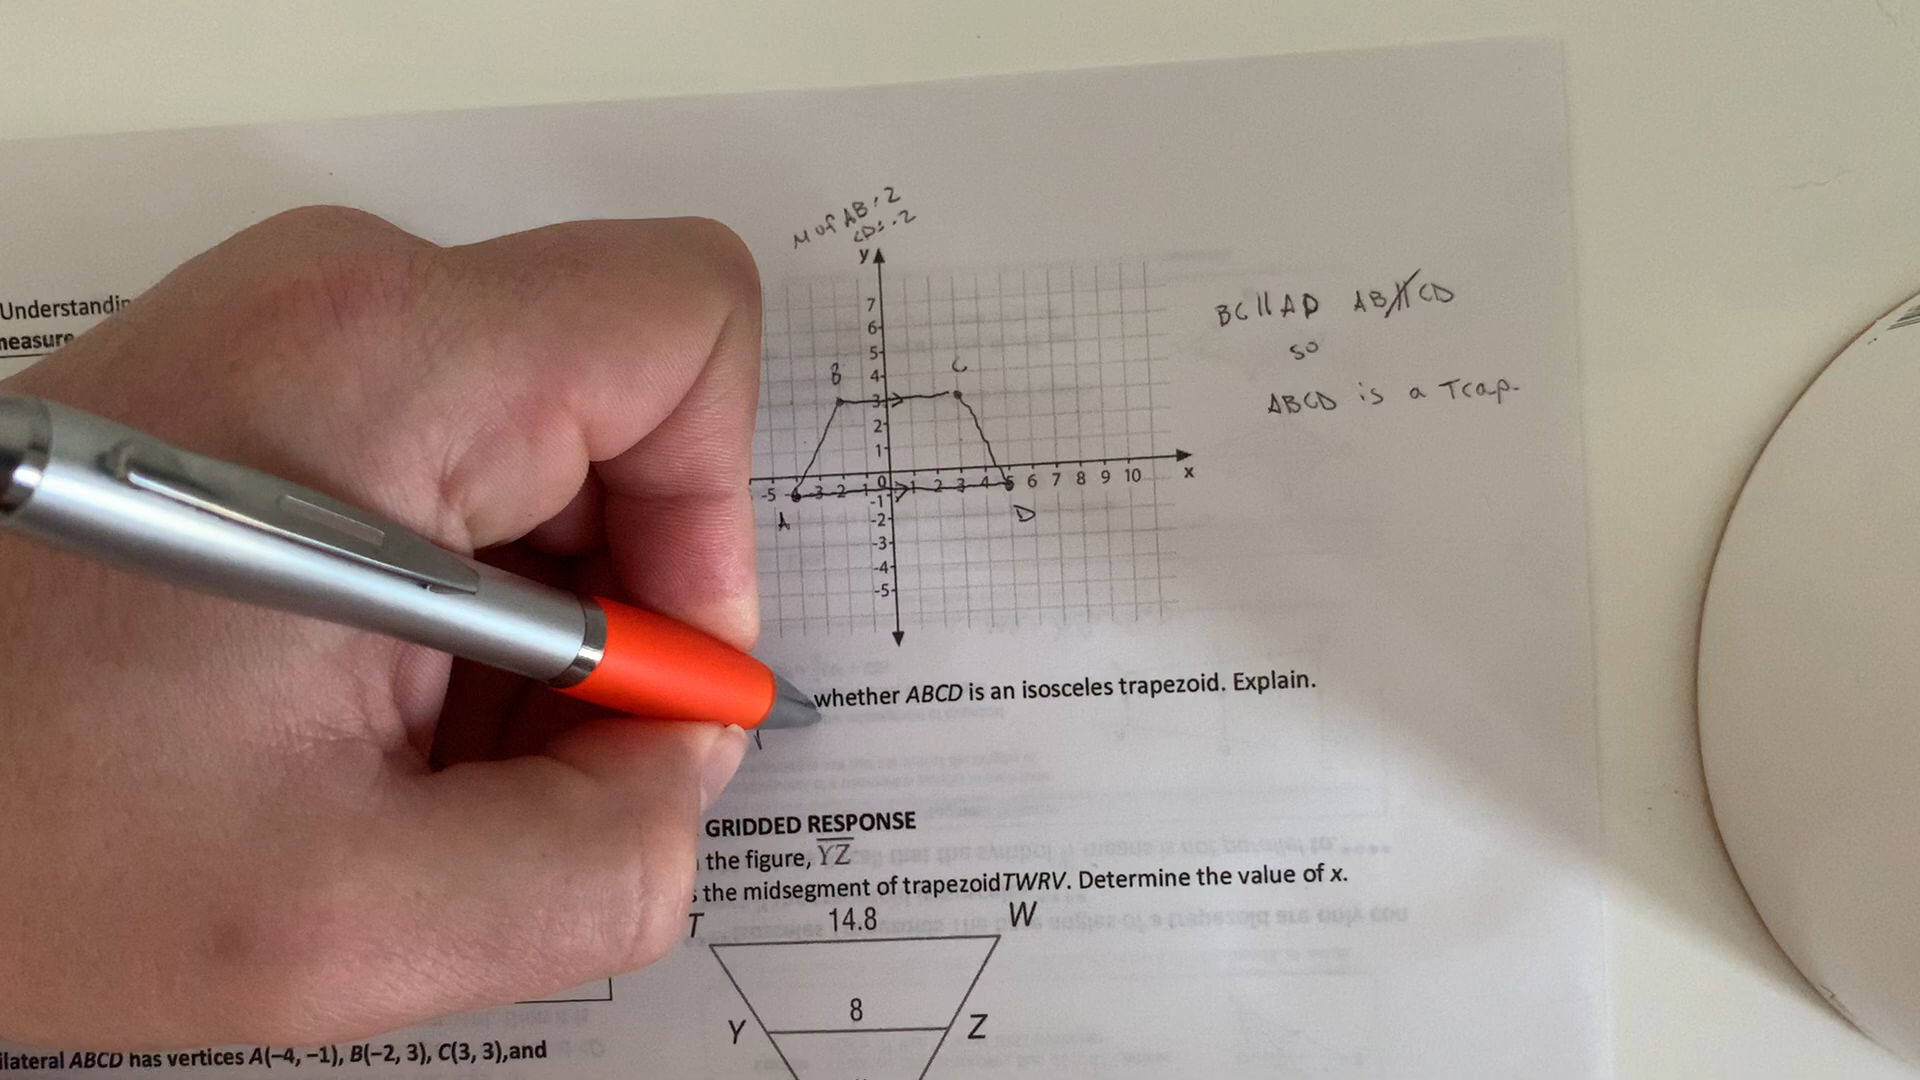 M of AB = 2
CD = -2
y
7
6
5
4
3
2
1
0
-5 -3 -2 -1 1 2 3 4 5 6 7 8 9 10 x
-1
-2
-3
-4
-5
B C
A D
BC || AD AB ∦ CD
so
ABCD is a Trap.
Understandin
measure
whether ABCD is an isosceles trapezoid. Explain.
GRIDDED RESPONSE
the figure, YZ
the midsegment of trapezoidTWRV. Determine the value of x.
T 14.8 W
Y 8 Z
ilateral ABCD has vertices A(−4, −1), B(−2, 3), C(3, 3),and